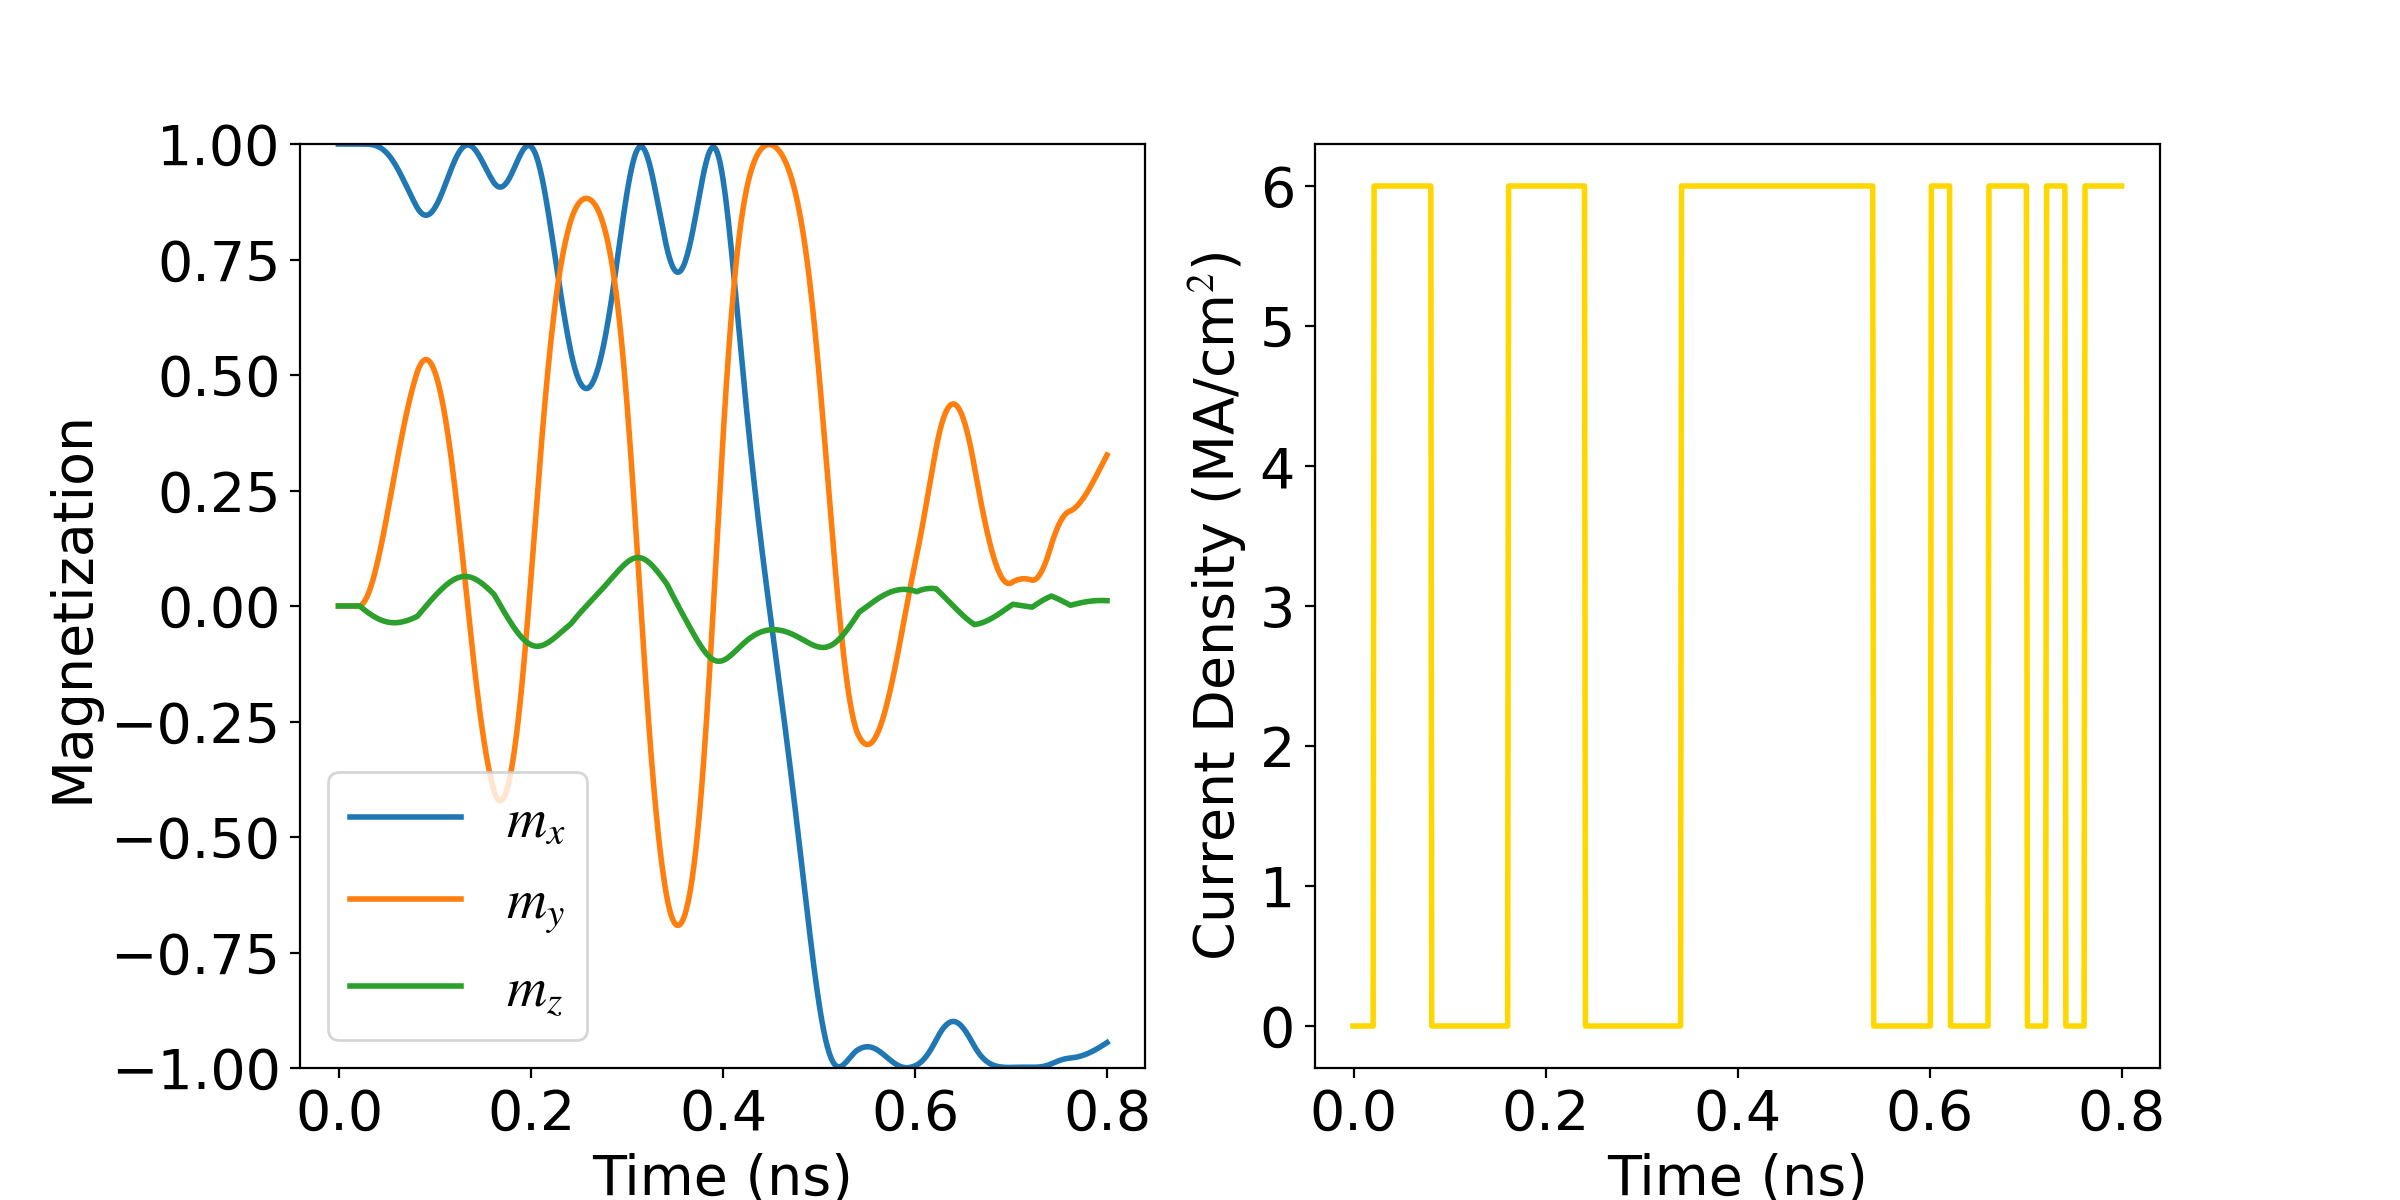 Magnetization
1.00
0.75
0.50
0.25
0.00
−0.25
−0.50
−0.75
−1.00
m_x
m_y
m_z
0.0 0.2 0.4 0.6 0.8
Time (ns)
Current Density (MA/cm²)
6
5
4
3
2
1
0
0.0 0.2 0.4 0.6 0.8
Time (ns)